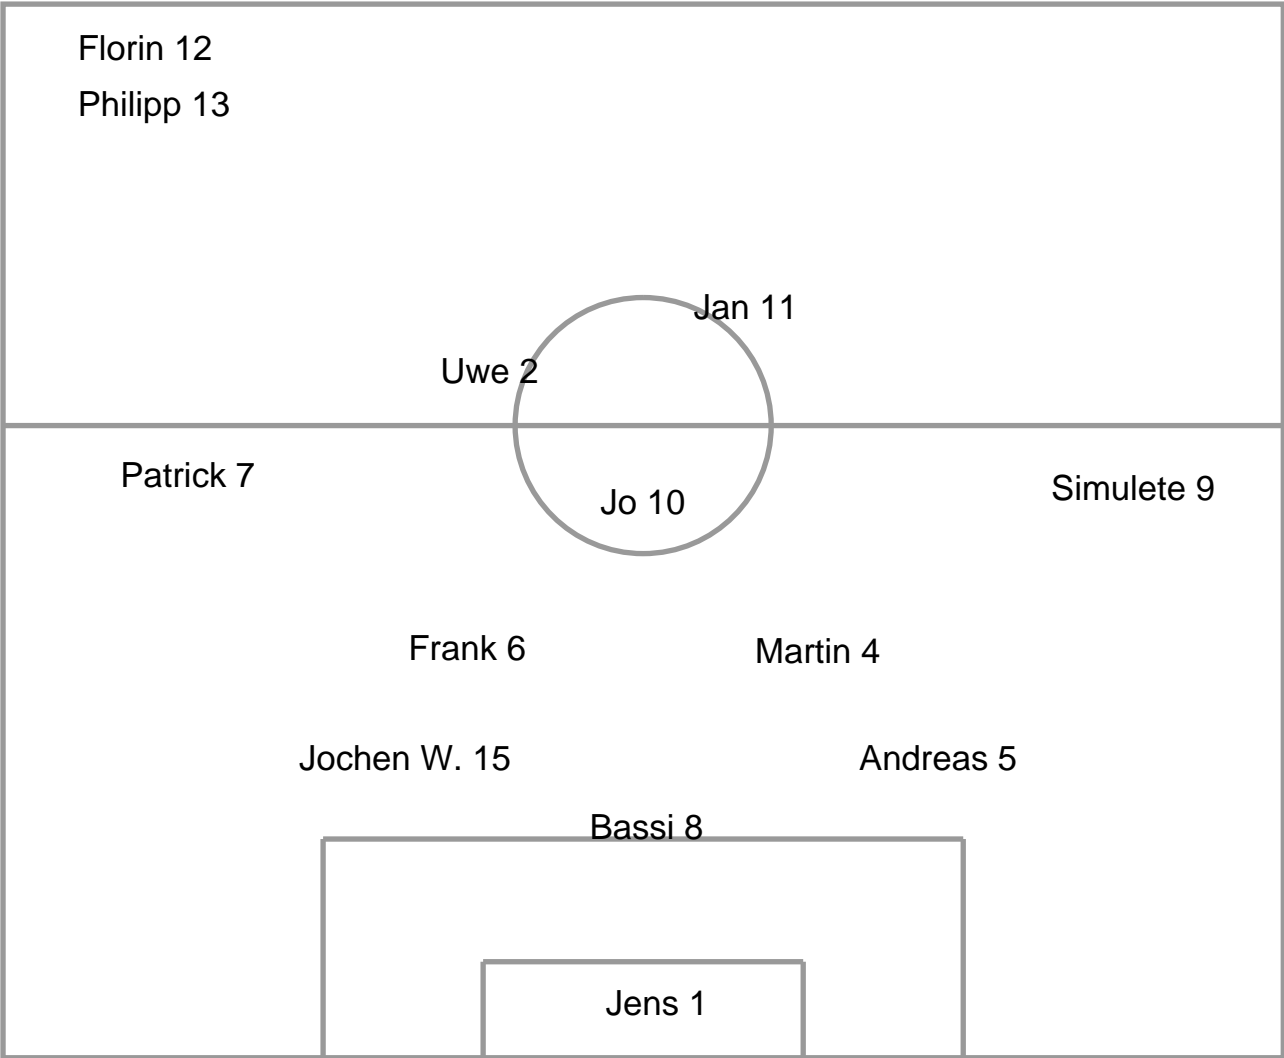 Florin 12
Philipp 13
Jan 11
Uwe 2
Patrick 7
Simulete 9
Jo 10
Frank 6
Martin 4
Jochen W. 15
Andreas 5
Bassi 8
Jens 1